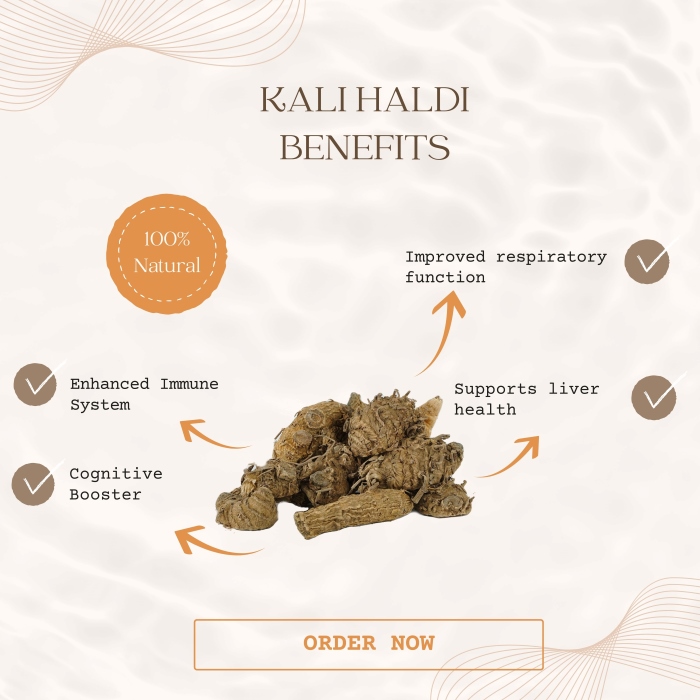 KALI HALDI
BENEFITS
100%
Natural
Improved respiratory
function
Enhanced Immune
System
Supports liver
health
Cognitive
Booster
ORDER NOW